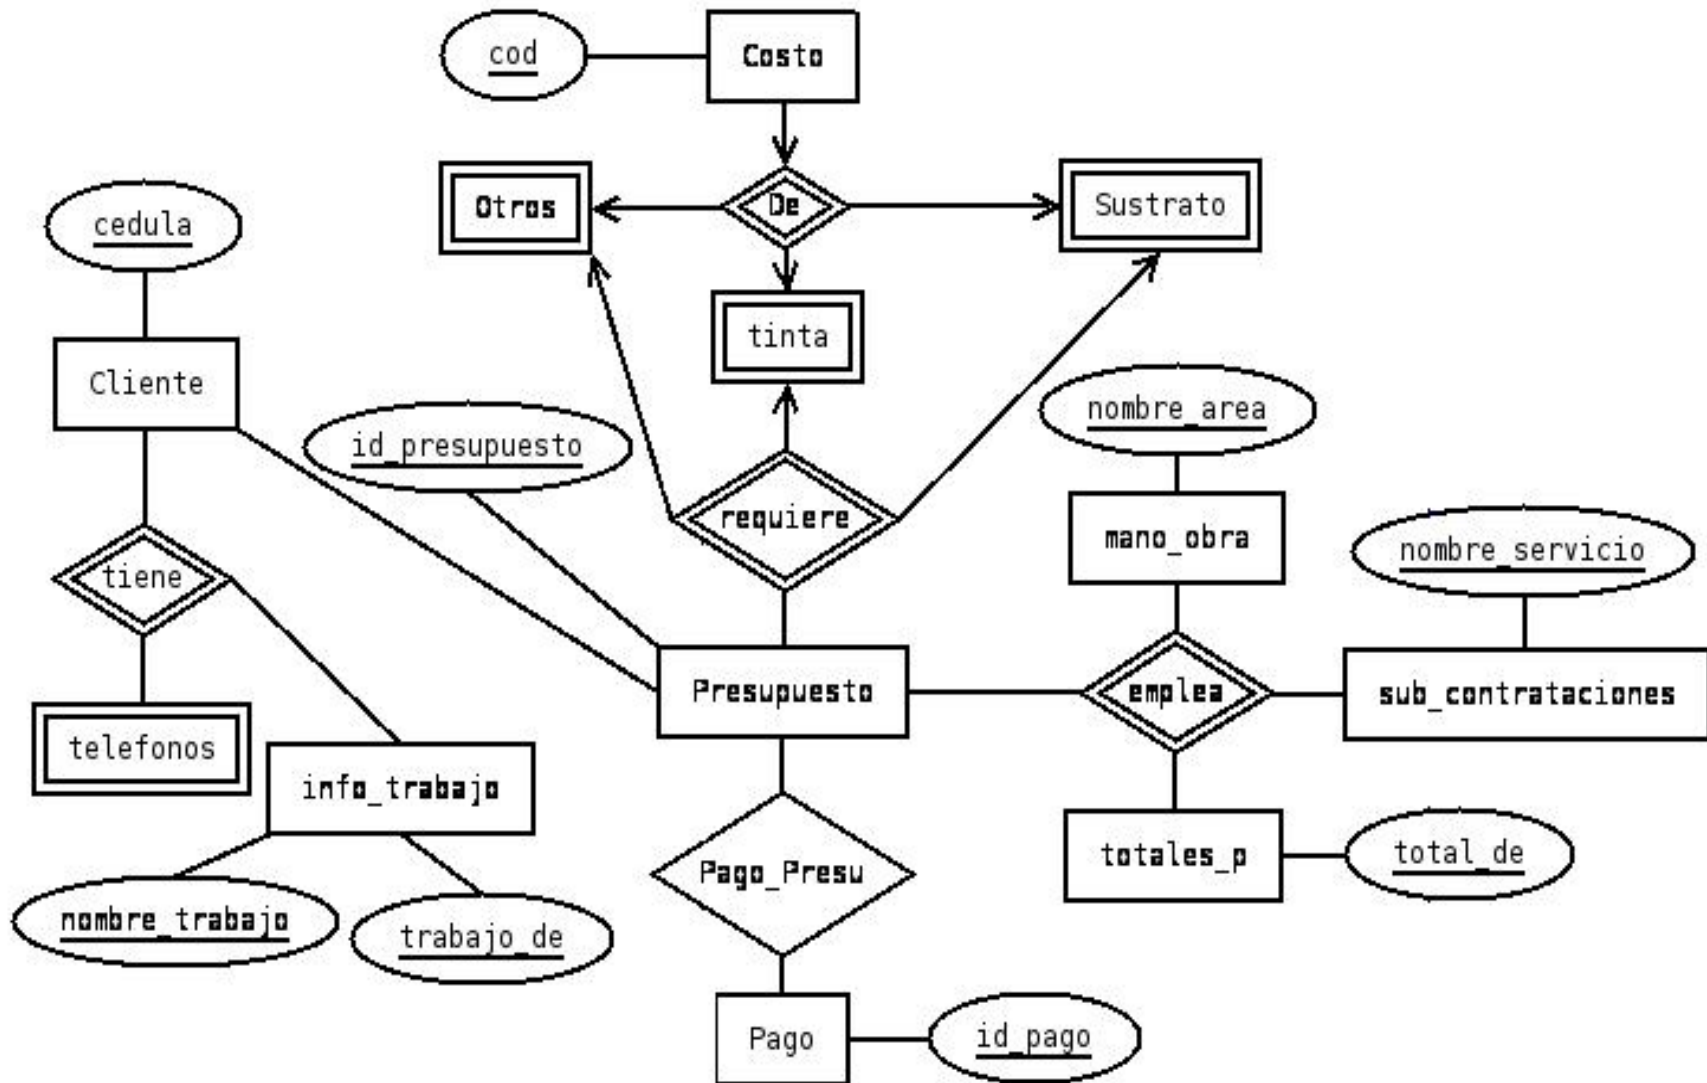 cod
Costo
Otros
De
Sustrato
cedula
tinta
Cliente
nombre_area
id_presupuesto
requiere
mano_obra
nombre_servicio
tiene
Presupuesto
emplea
sub_contrataciones
telefonos
info_trabajo
totales_p
total_de
Pago_Presu
nombre_trabajo
trabajo_de
Pago
id_pago